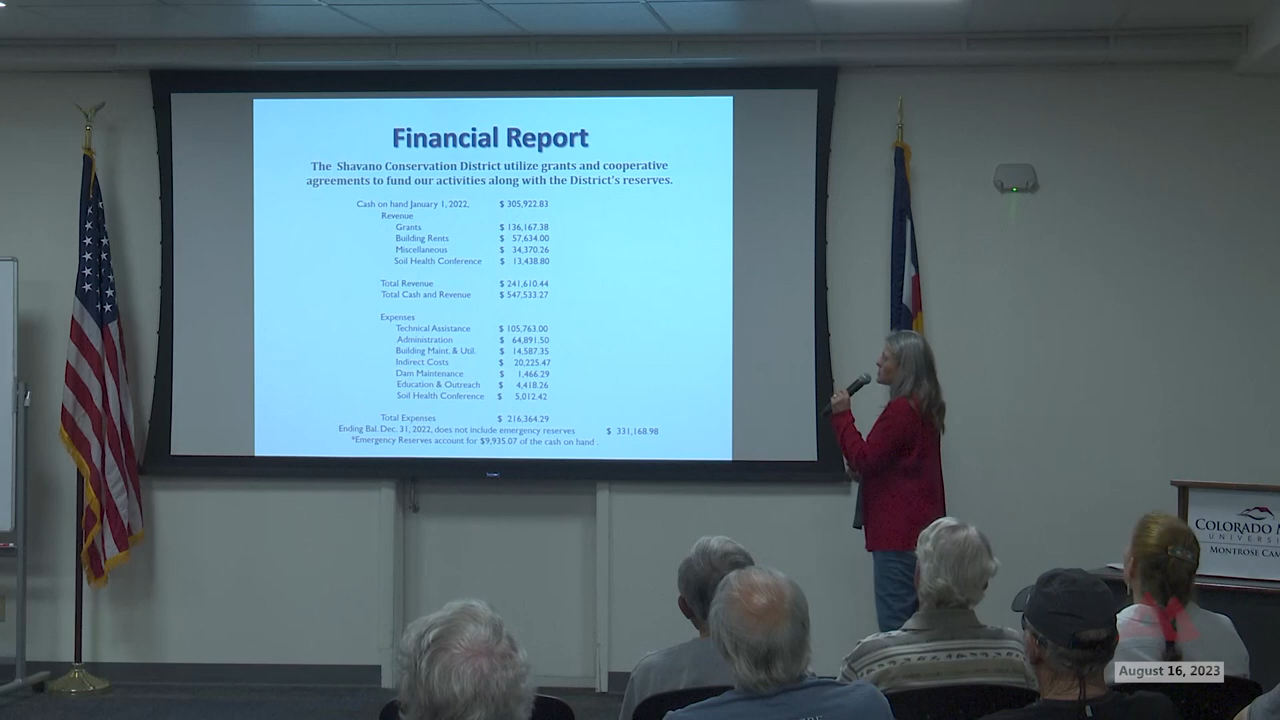 Financial Report
The Shavano Conservation District utilize grants and cooperative
agreements to fund our activities along with the District's reserves.
Cash on hand January 1, 2022, $ 305,922.83
Revenue
Grants $ 136,167.38
Building Rents $ 57,634.00
Miscellaneous $ 34,370.26
Soil Health Conference $ 13,438.80
Total Revenue $ 241,610.44
Total Cash and Revenue $ 547,533.27
Expenses
Technical Assistance $ 105,763.00
Administration $ 64,891.50
Building Maint. & Util. $ 14,587.35
Indirect Costs $ 20,225.47
Dam Maintenance $ 1,466.29
Education & Outreach $ 4,418.26
Soil Health Conference $ 5,012.42
Total Expenses $ 216,364.29
Ending Bal. Dec. 31, 2022, does not include emergency reserves $ 331,168.98
*Emergency Reserves account for $9,935.07 of the cash on hand .
COLORADO M
UNIVERSI
MONTROSE CAM
August 16, 2023